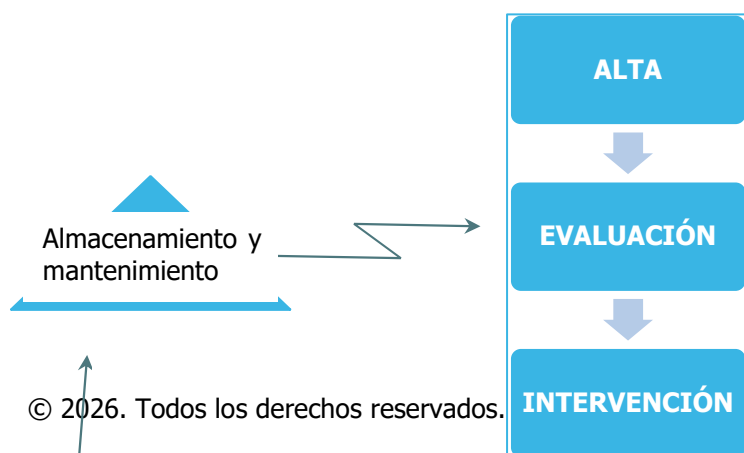 ALTA
Almacenamiento y
mantenimiento
EVALUACIÓN
© 2026. Todos los derechos reservados.
INTERVENCIÓN